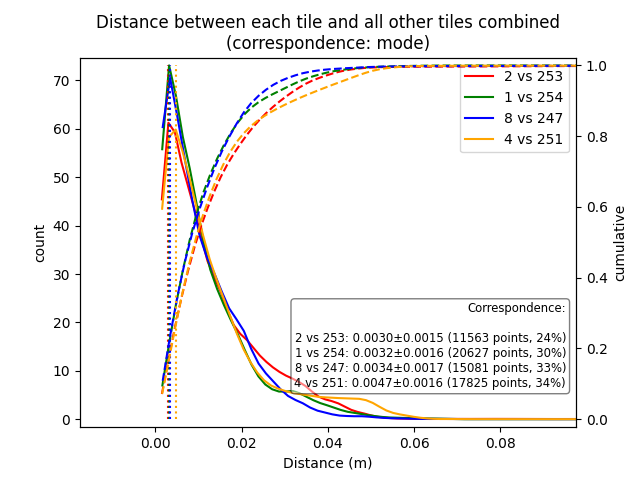 Distance between each tile and all other tiles combined
(correspondence: mode)
count
70
60
50
40
30
20
10
0
0.00
0.02
0.04
0.06
0.08
Distance (m)
1.0
0.8
0.6
0.4
0.2
0.0
cumulative
2 vs 253
1 vs 254
8 vs 247
4 vs 251
Correspondence:
2 vs 253: 0.0030±0.0015 (11563 points, 24%)
1 vs 254: 0.0032±0.0016 (20627 points, 30%)
8 vs 247: 0.0034±0.0017 (15081 points, 33%)
4 vs 251: 0.0047±0.0016 (17825 points, 34%)